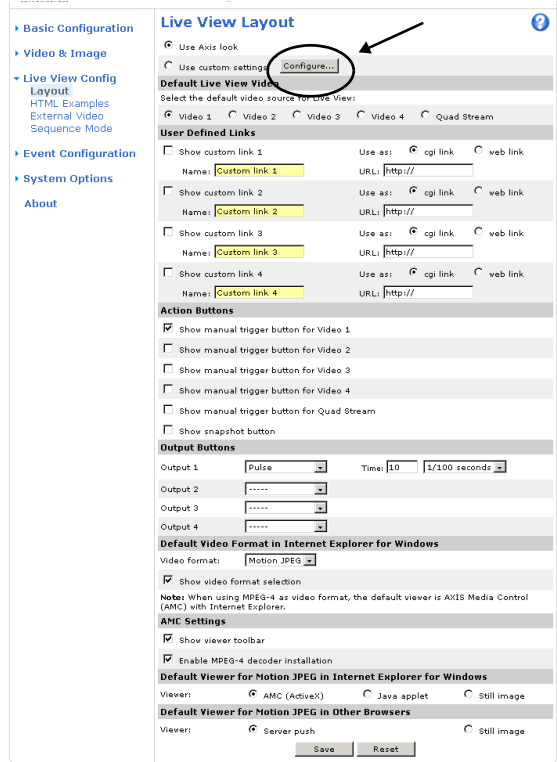 Live View Layout
Basic Configuration
Video & Image
Live View Config
Layout
HTML Examples
External Video
Sequence Mode
Event Configuration
System Options
About
?
Use Axis look
Use custom settings Configure...
Default Live View Video
Select the default video source for Live View:
Video 1 Video 2 Video 3 Video 4 Quad Stream
User Defined Links
Show custom link 1 Use as: cgi link web link
Name: Custom link 1 URL: http://
Show custom link 2 Use as: cgi link web link
Name: Custom link 2 URL: http://
Show custom link 3 Use as: cgi link web link
Name: Custom link 3 URL: http://
Show custom link 4 Use as: cgi link web link
Name: Custom link 4 URL: http://
Action Buttons
Show manual trigger button for Video 1
Show manual trigger button for Video 2
Show manual trigger button for Video 3
Show manual trigger button for Video 4
Show manual trigger button for Quad Stream
Show snapshot button
Output Buttons
Output 1 Pulse Time: 10 1/100 seconds
Output 2 -----
Output 3 -----
Output 4 -----
Default Video Format in Internet Explorer for Windows
Video format: Motion JPEG
Show video format selection
Note: When using MPEG-4 as video format, the default viewer is AXIS Media Control
(AMC) with Internet Explorer.
AMC Settings
Show viewer toolbar
Enable MPEG-4 decoder installation
Default Viewer for Motion JPEG in Internet Explorer for Windows
Viewer: AMC (ActiveX) Java applet Still image
Default Viewer for Motion JPEG in Other Browsers
Viewer: Server push Still image
Save Reset